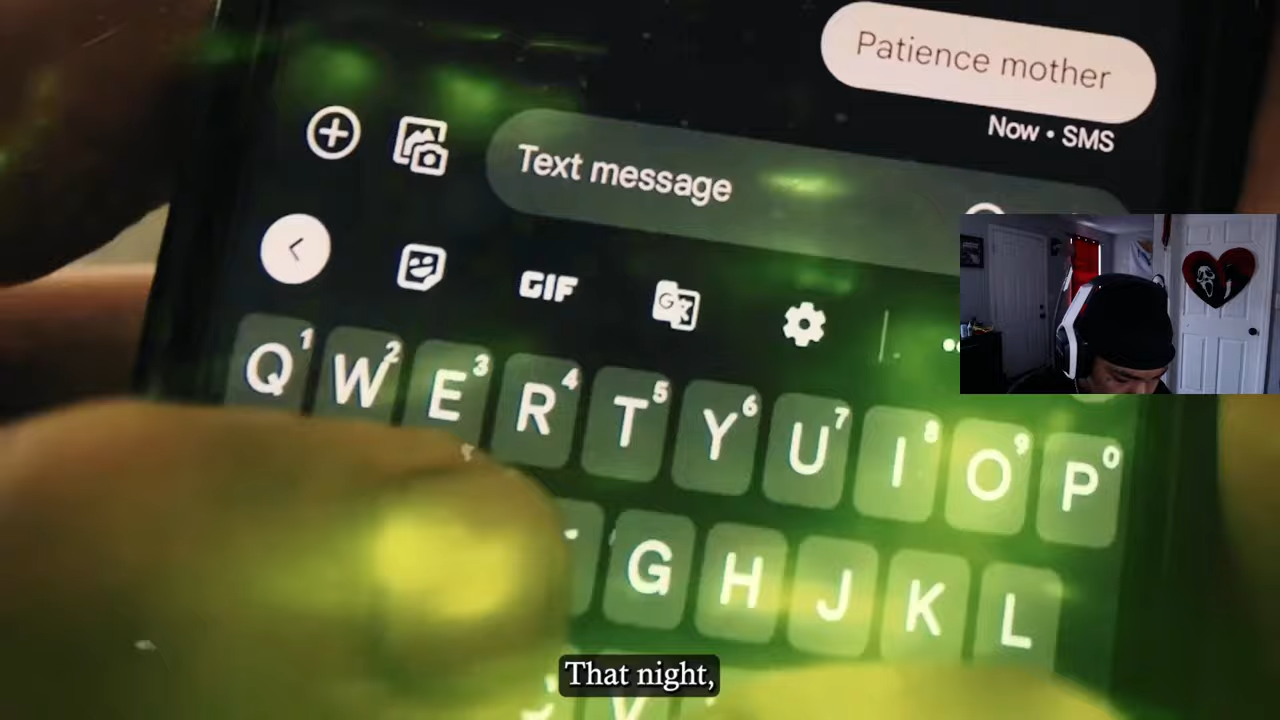 Patience mother
Now • SMS
Text message
GIF
Q1 W2 E3 R4 T5 Y6 U7 I8 O9 P0
G H J K L
V
That night,